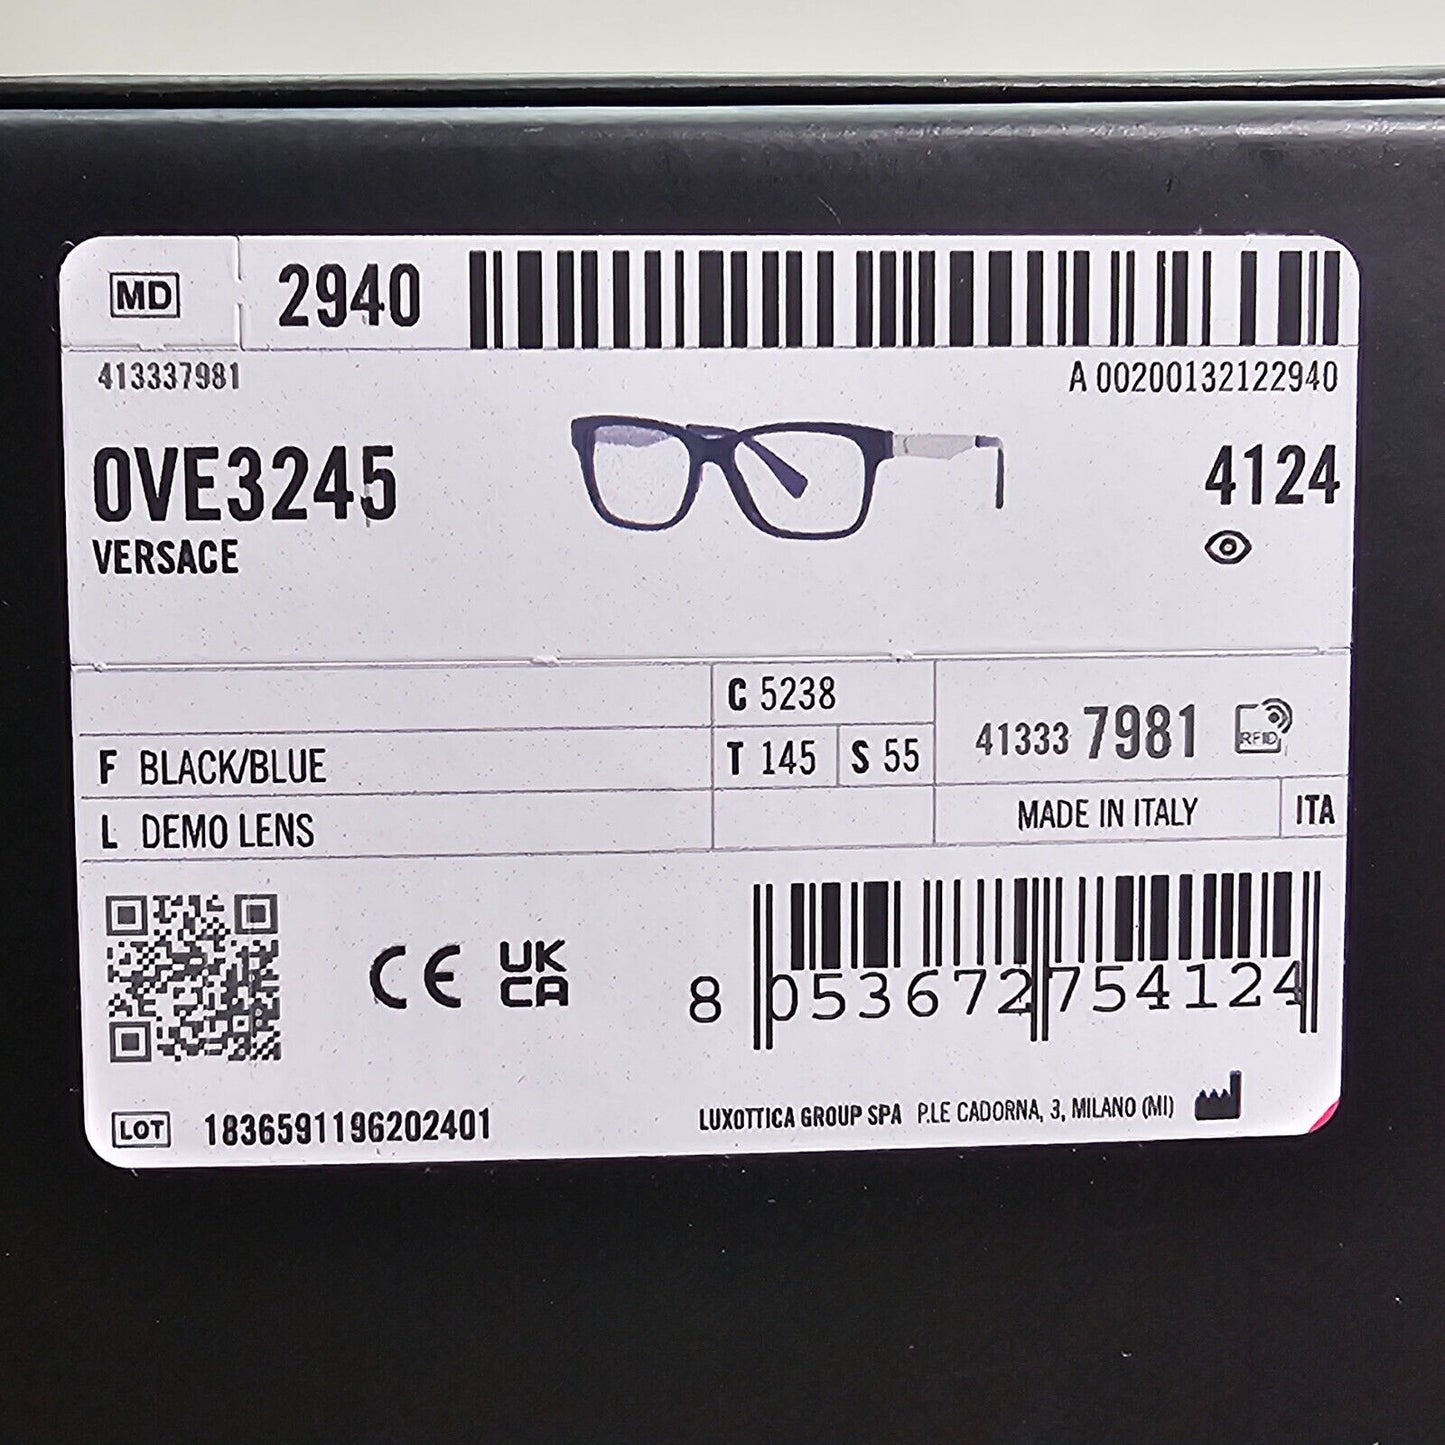 MD 2940
413337981 A 00200132122940
0VE3245 4124
VERSACE
C 5238
41333 7981 RFID
F BLACK/BLUE T 145 S 55
L DEMO LENS MADE IN ITALY ITA
CE UK
CA
8 053672 754124
LOT 1836591196202401 LUXOTTICA GROUP SPA P.LE CADORNA, 3, MILANO (MI)